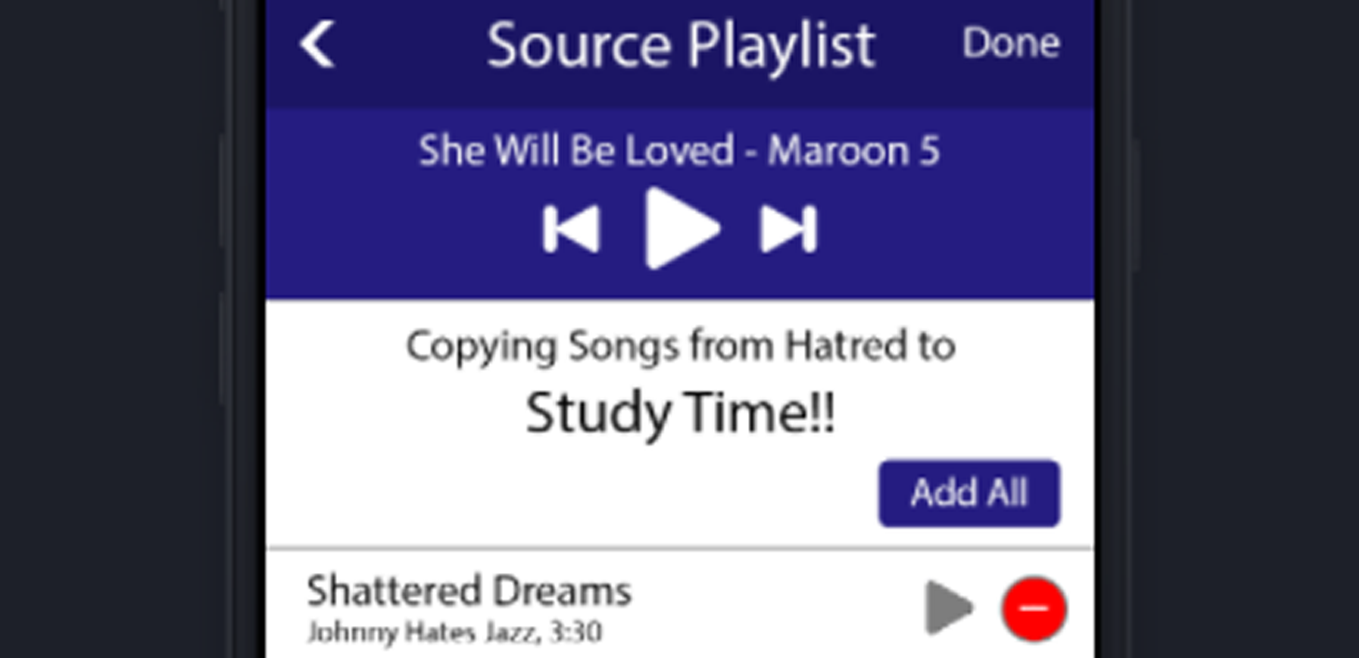 Source Playlist
Done
She Will Be Loved - Maroon 5
Copying Songs from Hatred to
Study Time!!
Add All
Shattered Dreams
Johnny Hates Jazz, 3:30